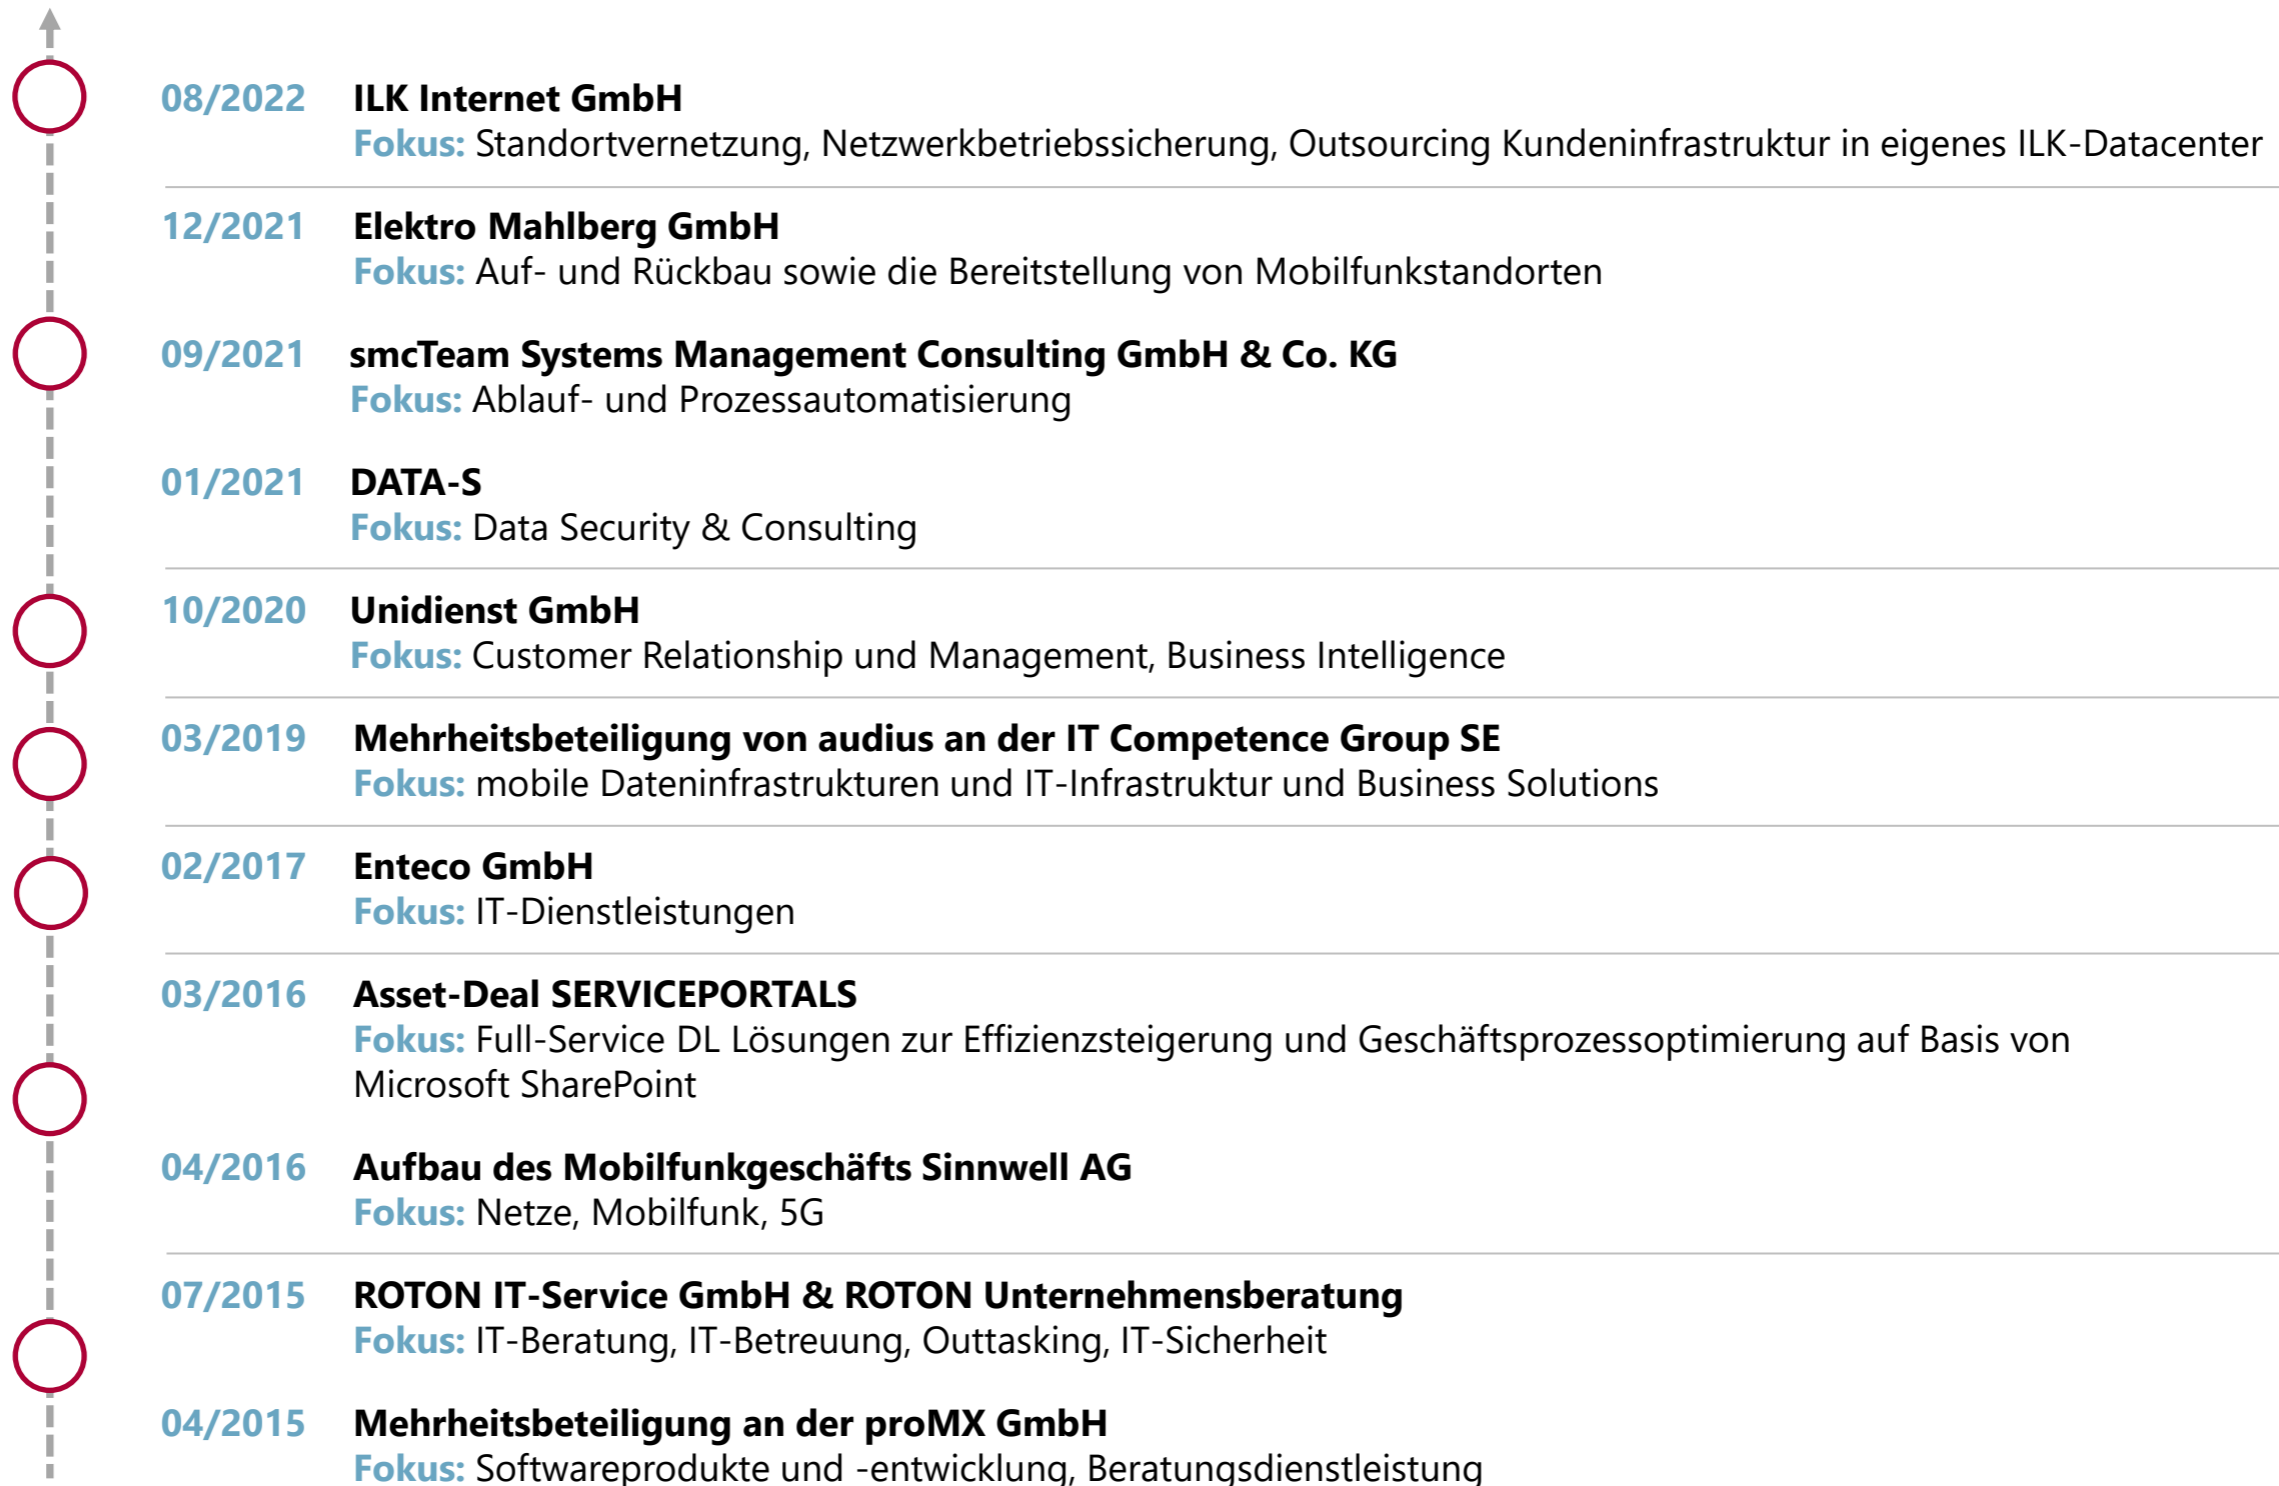 08/2022 ILK Internet GmbH
Fokus: Standortvernetzung, Netzwerkbetriebssicherung, Outsourcing Kundeninfrastruktur in eigenes ILK-Datacenter
12/2021 Elektro Mahlberg GmbH
Fokus: Auf- und Rückbau sowie die Bereitstellung von Mobilfunkstandorten
09/2021 smcTeam Systems Management Consulting GmbH & Co. KG
Fokus: Ablauf- und Prozessautomatisierung
01/2021 DATA-S
Fokus: Data Security & Consulting
10/2020 Unidienst GmbH
Fokus: Customer Relationship und Management, Business Intelligence
03/2019 Mehrheitsbeteiligung von audius an der IT Competence Group SE
Fokus: mobile Dateninfrastrukturen und IT-Infrastruktur und Business Solutions
02/2017 Enteco GmbH
Fokus: IT-Dienstleistungen
03/2016 Asset-Deal SERVICEPORTALS
Fokus: Full-Service DL Lösungen zur Effizienzsteigerung und Geschäftsprozessoptimierung auf Basis von
Microsoft SharePoint
04/2016 Aufbau des Mobilfunkgeschäfts Sinnwell AG
Fokus: Netze, Mobilfunk, 5G
07/2015 ROTON IT-Service GmbH & ROTON Unternehmensberatung
Fokus: IT-Beratung, IT-Betreuung, Outtasking, IT-Sicherheit
04/2015 Mehrheitsbeteiligung an der proMX GmbH
Fokus: Softwareprodukte und -entwicklung, Beratungsdienstleistung